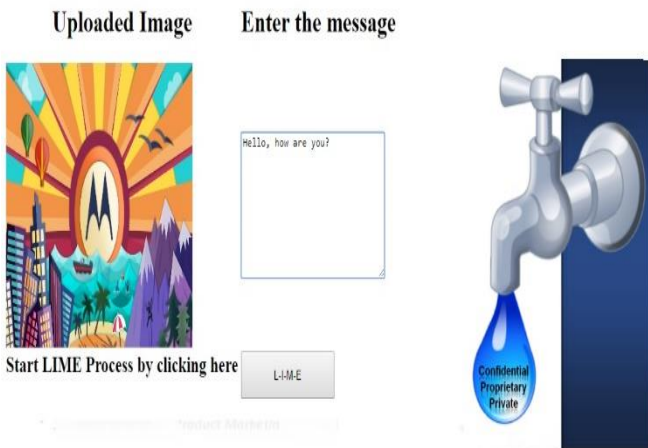 Uploaded Image
Enter the message
Hello, how are you?
Start LIME Process by clicking here
L-I-M-E
Confidential
Proprietary
Private